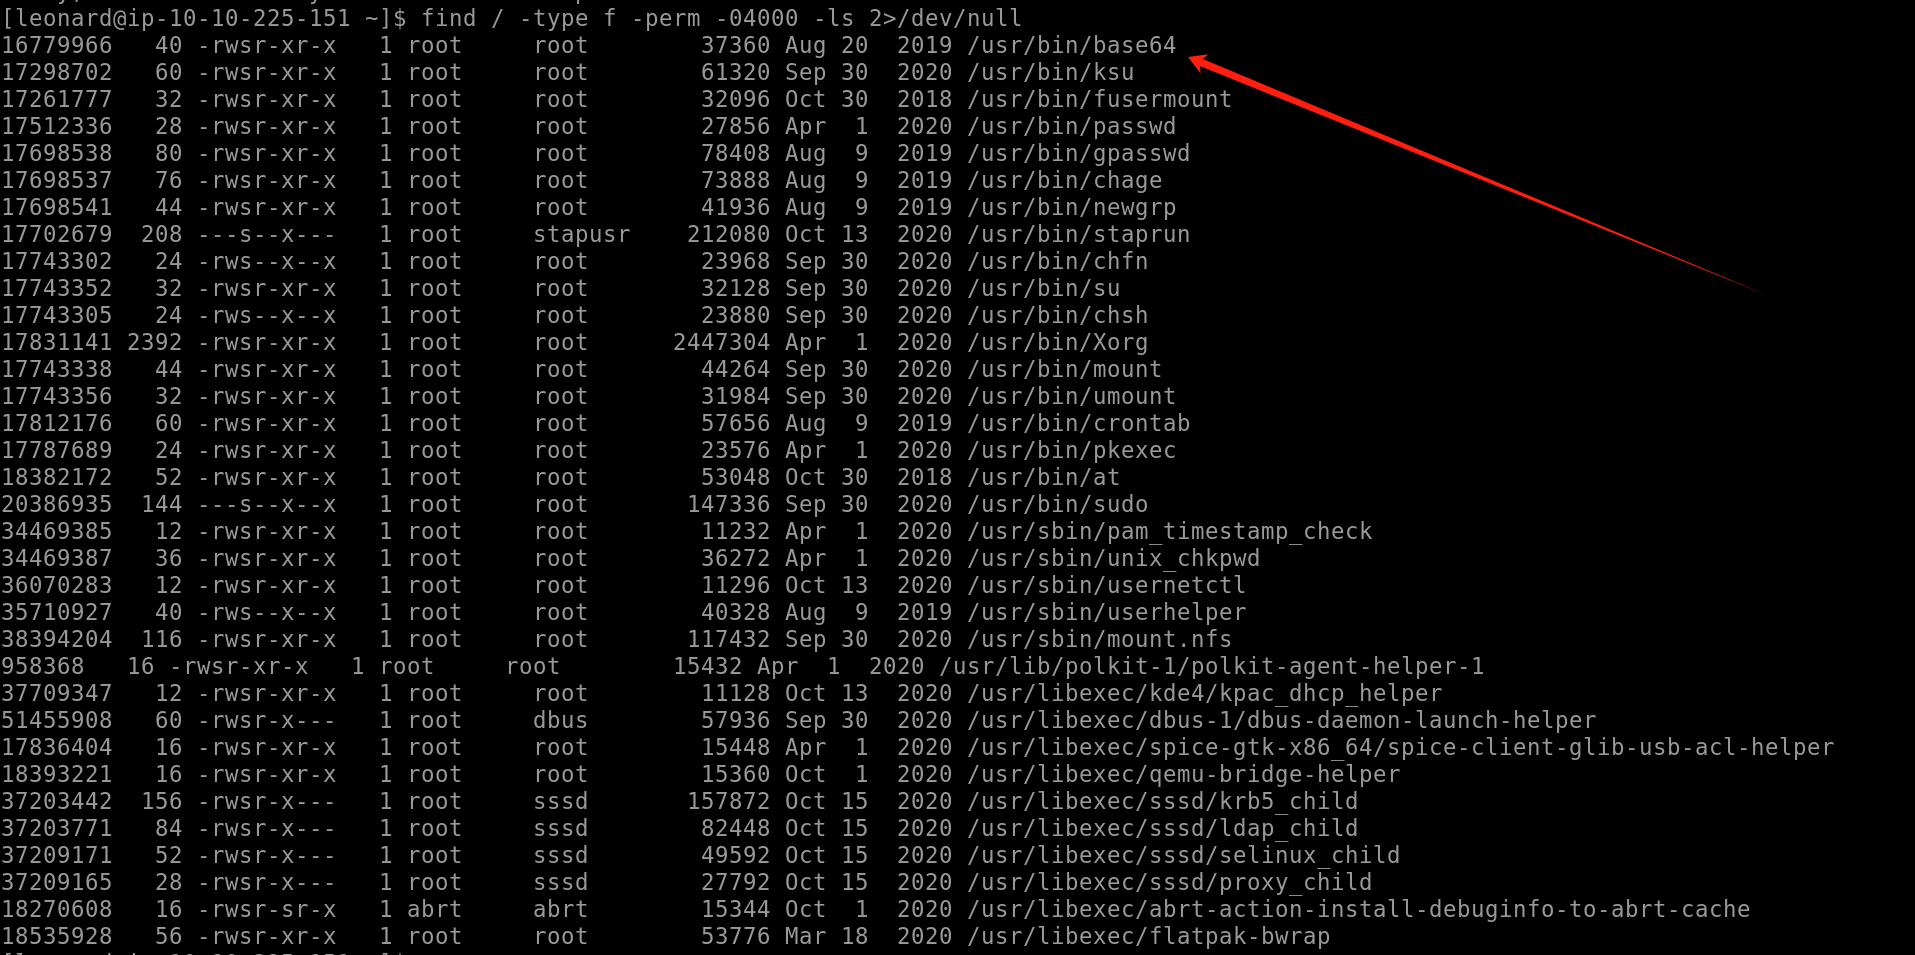 [leonard@ip-10-10-225-151 ~]$ find / -type f -perm -04000 -ls 2>/dev/null
16779966   40 -rwsr-xr-x   1 root     root        37360 Aug 20  2019 /usr/bin/base64
17298702   60 -rwsr-xr-x   1 root     root        61320 Sep 30  2020 /usr/bin/ksu
17261777   32 -rwsr-xr-x   1 root     root        32096 Oct 30  2018 /usr/bin/fusermount
17512336   28 -rwsr-xr-x   1 root     root        27856 Apr  1  2020 /usr/bin/passwd
17698538   80 -rwsr-xr-x   1 root     root        78408 Aug  9  2019 /usr/bin/gpasswd
17698537   76 -rwsr-xr-x   1 root     root        73888 Aug  9  2019 /usr/bin/chage
17698541   44 -rwsr-xr-x   1 root     root        41936 Aug  9  2019 /usr/bin/newgrp
17702679  208 ---s--x---   1 root     stapusr    212080 Oct 13  2020 /usr/bin/staprun
17743302   24 -rws--x--x   1 root     root        23968 Sep 30  2020 /usr/bin/chfn
17743352   32 -rwsr-xr-x   1 root     root        32128 Sep 30  2020 /usr/bin/su
17743305   24 -rws--x--x   1 root     root        23880 Sep 30  2020 /usr/bin/chsh
17831141 2392 -rwsr-xr-x   1 root     root      2447304 Apr  1  2020 /usr/bin/Xorg
17743338   44 -rwsr-xr-x   1 root     root        44264 Sep 30  2020 /usr/bin/mount
17743356   32 -rwsr-xr-x   1 root     root        31984 Sep 30  2020 /usr/bin/umount
17812176   60 -rwsr-xr-x   1 root     root        57656 Aug  9  2019 /usr/bin/crontab
17787689   24 -rwsr-xr-x   1 root     root        23576 Apr  1  2020 /usr/bin/pkexec
18382172   52 -rwsr-xr-x   1 root     root        53048 Oct 30  2018 /usr/bin/at
20386935  144 ---s--x--x   1 root     root       147336 Sep 30  2020 /usr/bin/sudo
34469385   12 -rwsr-xr-x   1 root     root        11232 Apr  1  2020 /usr/sbin/pam_timestamp_check
34469387   36 -rwsr-xr-x   1 root     root        36272 Apr  1  2020 /usr/sbin/unix_chkpwd
36070283   12 -rwsr-xr-x   1 root     root        11296 Oct 13  2020 /usr/sbin/usernetctl
35710927   40 -rws--x--x   1 root     root        40328 Aug  9  2019 /usr/sbin/userhelper
38394204  116 -rwsr-xr-x   1 root     root       117432 Sep 30  2020 /usr/sbin/mount.nfs
958368   16 -rwsr-xr-x   1 root     root        15432 Apr  1  2020 /usr/lib/polkit-1/polkit-agent-helper-1
37709347   12 -rwsr-xr-x   1 root     root        11128 Oct 13  2020 /usr/libexec/kde4/kpac_dhcp_helper
51455908   60 -rwsr-x---   1 root     dbus        57936 Sep 30  2020 /usr/libexec/dbus-1/dbus-daemon-launch-helper
17836404   16 -rwsr-xr-x   1 root     root        15448 Apr  1  2020 /usr/libexec/spice-gtk-x86_64/spice-client-glib-usb-acl-helper
18393221   16 -rwsr-xr-x   1 root     root        15360 Oct  1  2020 /usr/libexec/qemu-bridge-helper
37203442  156 -rwsr-x---   1 root     sssd       157872 Oct 15  2020 /usr/libexec/sssd/krb5_child
37203771   84 -rwsr-x---   1 root     sssd        82448 Oct 15  2020 /usr/libexec/sssd/ldap_child
37209171   52 -rwsr-x---   1 root     sssd        49592 Oct 15  2020 /usr/libexec/sssd/selinux_child
37209165   28 -rwsr-x---   1 root     sssd        27792 Oct 15  2020 /usr/libexec/sssd/proxy_child
18270608   16 -rwsr-sr-x   1 abrt     abrt        15344 Oct  1  2020 /usr/libexec/abrt-action-install-debuginfo-to-abrt-cache
18535928   56 -rwsr-xr-x   1 root     root        53776 Mar 18  2020 /usr/libexec/flatpak-bwrap